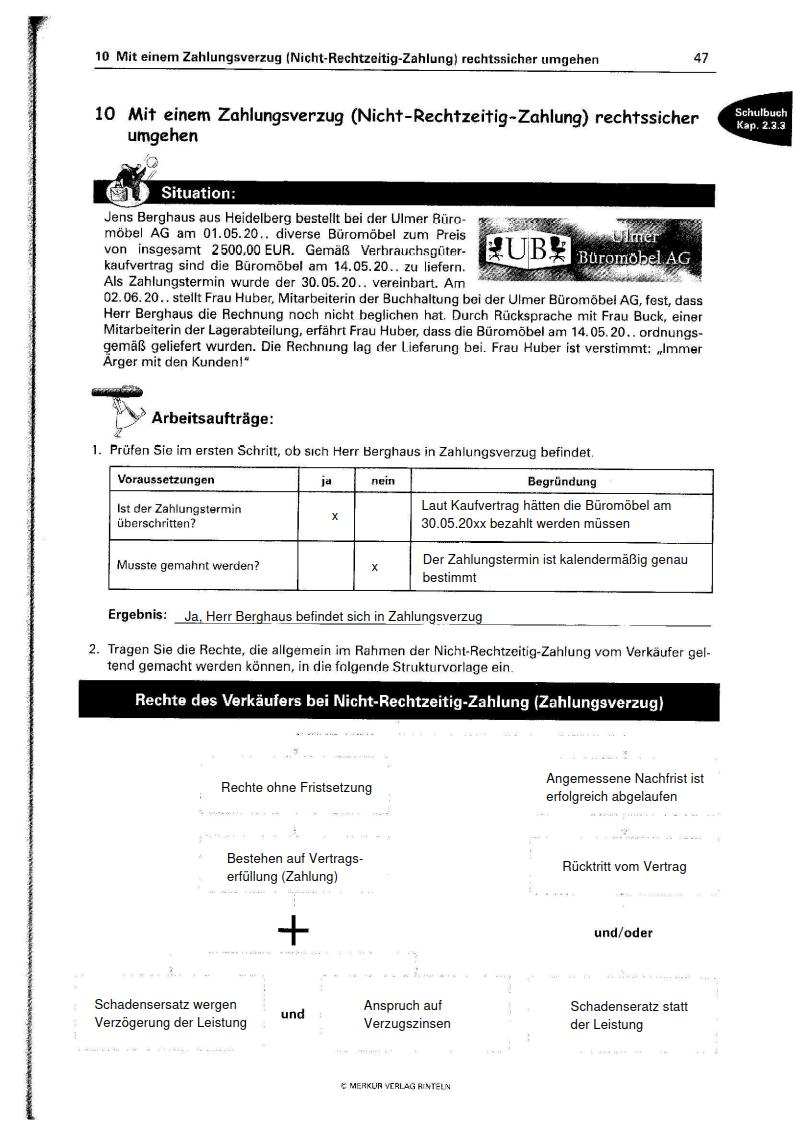 10 Mit einem Zahlungsverzug (Nicht-Rechtzeitig-Zahlung) rechtssicher umgehen 47
10 Mit einem Zahlungsverzug (Nicht-Rechtzeitig-Zahlung) rechtssicher
umgehen
Schulbuch
Kap. 2.3.3
Situation:
Jens Berghaus aus Heidelberg bestellt bei der Ulmer Büro-
möbel AG am 01.05.20.. diverse Büromöbel zum Preis
von insgesamt 2500,00 EUR. Gemäß Verbrauchsgüter-
kaufvertrag sind die Büromöbel am 14.05.20.. zu liefern.
Als Zahlungstermin wurde der 30.05.20.. vereinbart. Am
UB
Ulmer
Büromöbel AG
02.06.20.. stellt Frau Huber, Mitarbeiterin der Buchhaltung bei der Ulmer Büromöbel AG, fest, dass
Herr Berghaus die Rechnung noch nicht beglichen hat. Durch Rücksprache mit Frau Buck, einer
Mitarbeiterin der Lagerabteilung, erfährt Frau Huber, dass die Büromöbel am 14.05.20.. ordnungs-
gemäß geliefert wurden. Die Rechnung lag der Lieferung bei. Frau Huber ist verstimmt: „Immer
Ärger mit den Kunden!“
Arbeitsaufträge:
1. Prüfen Sie im ersten Schritt, ob sich Herr Berghaus in Zahlungsverzug befindet.
Voraussetzungen ja nein Begründung
Ist der Zahlungstermin
überschritten?
x
Laut Kaufvertrag hätten die Büromöbel am
30.05.20xx bezahlt werden müssen
Musste gemahnt werden?
x
Der Zahlungstermin ist kalendermäßig genau
bestimmt
Ergebnis: Ja, Herr Berghaus befindet sich in Zahlungsverzug
2. Tragen Sie die Rechte, die allgemein im Rahmen der Nicht-Rechtzeitig-Zahlung vom Verkäufer gel-
tend gemacht werden können, in die folgende Strukturvorlage ein.
Rechte des Verkäufers bei Nicht-Rechtzeitig-Zahlung (Zahlungsverzug)
Rechte ohne Fristsetzung
Angemessene Nachfrist ist
erfolgreich abgelaufen
Bestehen auf Vertrags-
erfüllung (Zahlung)
Rücktritt vom Vertrag
+
und/oder
Schadensersatz wergen
Verzögerung der Leistung
und
Anspruch auf
Verzugszinsen
Schadenseratz statt
der Leistung
© MERKUR VERLAG RINTELN